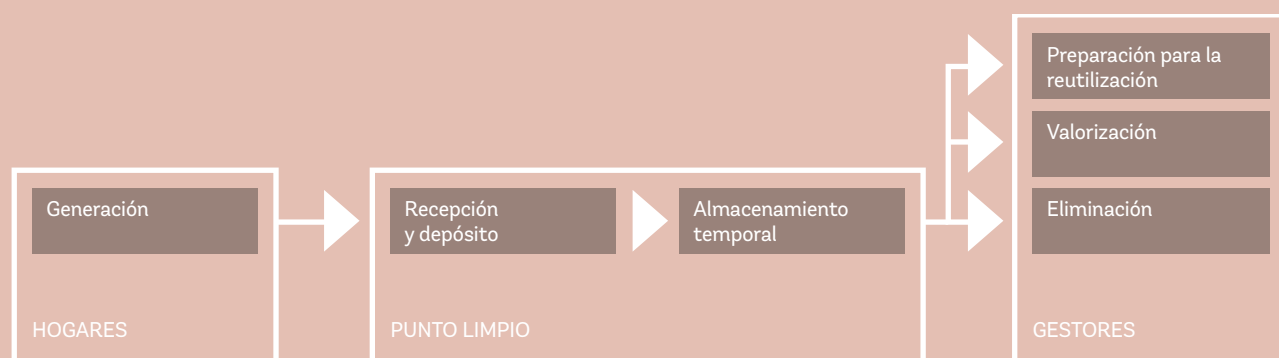 Preparación para la
reutilización
Valorización
Generación
Recepción
y depósito
Almacenamiento
temporal
Eliminación
HOGARES
PUNTO LIMPIO
GESTORES